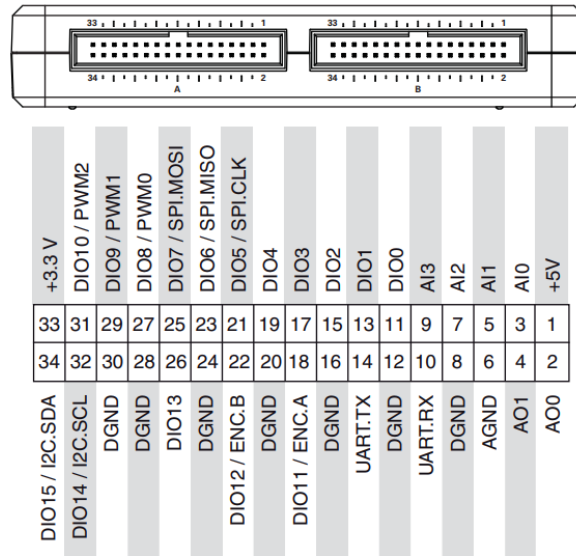 33 1 33 1
34 2 34 2
A B
+3.3 V
DIO10 / PWM2
DIO9 / PWM1
DIO8 / PWM0
DIO7 / SPI.MOSI
DIO6 / SPI.MISO
DIO5 / SPI.CLK
DIO4
DIO3
DIO2
DIO1
DIO0
AI3
AI2
AI1
AI0
+5V
33 31 29 27 25 23 21 19 17 15 13 11 9 7 5 3 1
34 32 30 28 26 24 22 20 18 16 14 12 10 8 6 4 2
DIO15 / I2C.SDA
DIO14 / I2C.SCL
DGND
DGND
DIO13
DGND
DIO12 / ENC.B
DGND
DIO11 / ENC.A
DGND
UART.TX
DGND
UART.RX
DGND
AGND
AO1
AO0